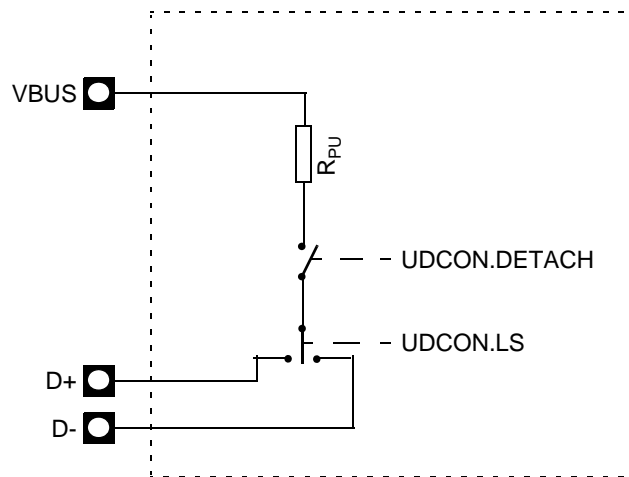 VBUS
RPU
UDCON.DETACH
UDCON.LS
D+
D-